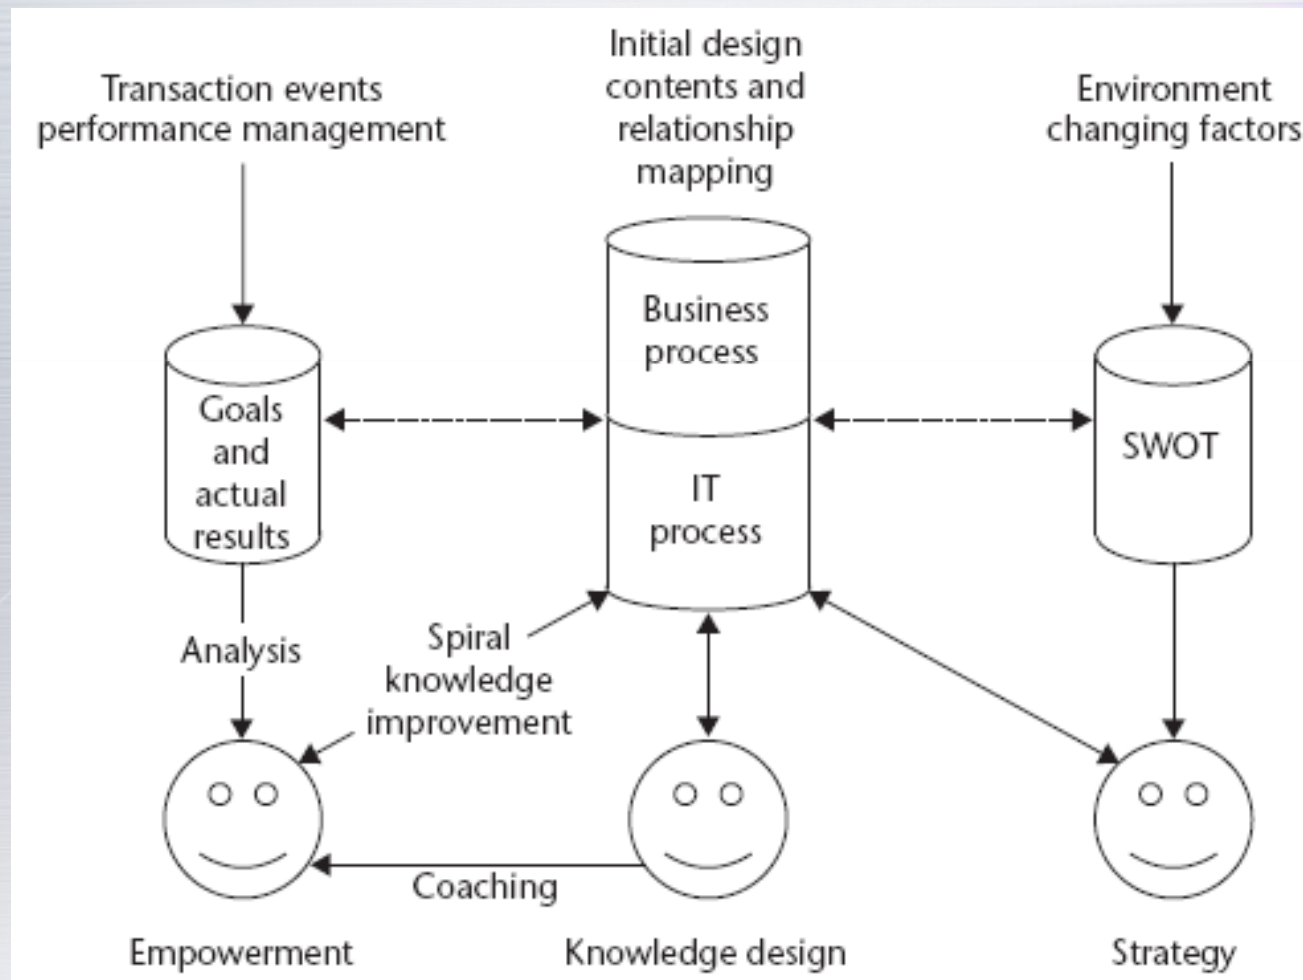 Initial design
contents and
relationship
mapping
Transaction events
performance management
Environment
changing factors
Business
process
Goals
and
actual
results
SWOT
IT
process
Analysis
Spiral
knowledge
improvement
Coaching
Empowerment
Knowledge design
Strategy